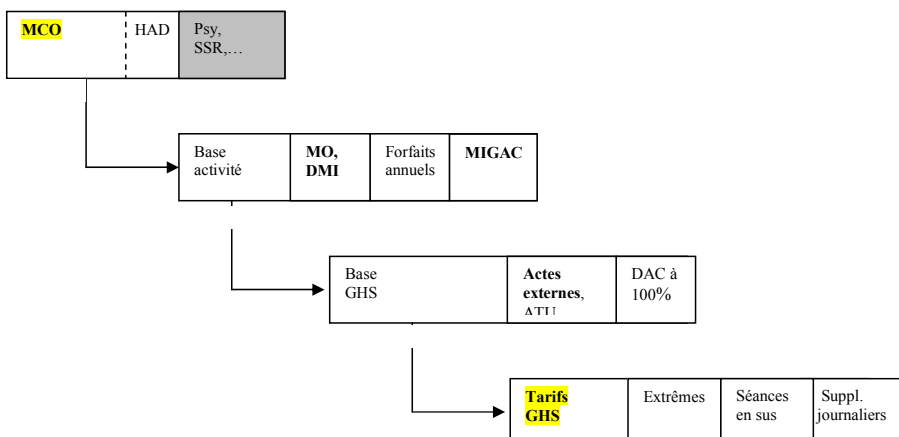 MCO
HAD
Psy,
SSR,…
Base
activité
MO,
DMI
Forfaits
annuels
MIGAC
Base
GHS
Actes
externes,
ATU
DAC à
100%
Tarifs
GHS
Extrêmes
Séances
en sus
Suppl.
journaliers